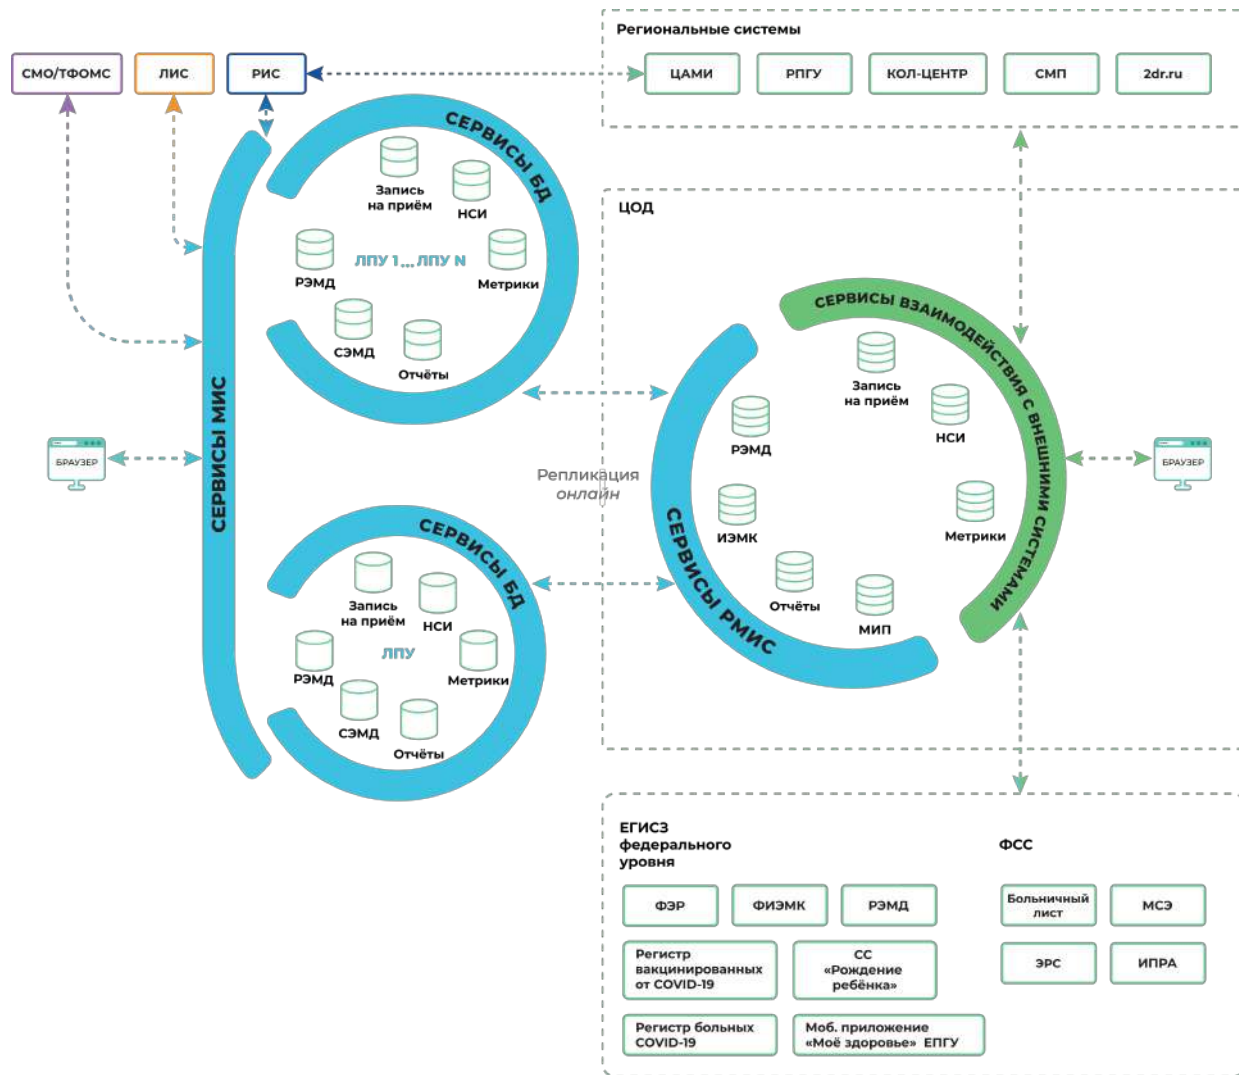 Региональные системы
СМО/ТФОМС
ЛИС
РИС
ЦАМИ
РПГУ
КОЛ-ЦЕНТР
СМП
2dr.ru
СЕРВИСЫ МИС
СЕРВИСЫ БД
Запись
на приём
НСИ
РЭМД
ЛПУ 1...ЛПУ N
Метрики
СЭМД
Отчёты
БРАУЗЕР
Репликация
онлайн
СЕРВИСЫ БД
Запись
на приём
НСИ
РЭМД
ЛПУ
Метрики
СЭМД
Отчёты
ЦОД
СЕРВИСЫ ВЗАИМОДЕЙСТВИЯ С ВНЕШНИМИ СИСТЕМАМИ
СЕРВИСЫ РМИС
Запись
на приём
РЭМД
НСИ
ИЭМК
Метрики
Отчёты
МИП
БРАУЗЕР
ЕГИСЗ
федерального
уровня
ФЭР
ФИЭМК
РЭМД
Регистр
вакцинированных
от COVID-19
СС
«Рождение
ребёнка»
Регистр больных
COVID-19
Моб. приложение
«Моё здоровье» ЕПГУ
ФСС
Больничный
лист
МСЭ
ЭРС
ИПРА